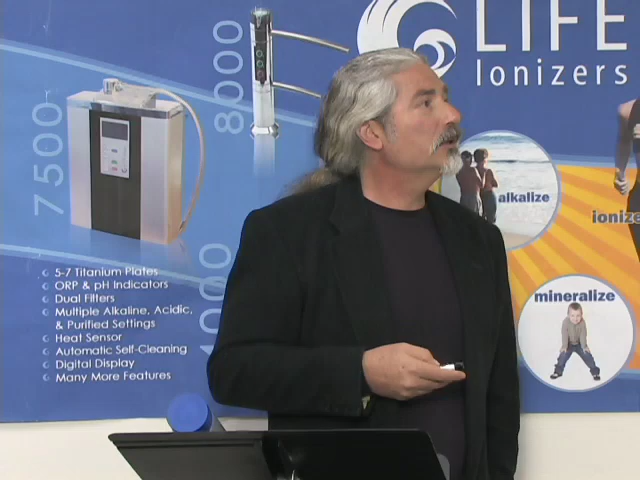 LIFE
Ionizers
8000
7500
alkalize
ionize
mineralize
5-7 Titanium Plates
ORP & pH Indicators
Dual Filters
Multiple Alkaline, Acidic,
& Purified Settings
Heat Sensor
Automatic Self-Cleaning
Digital Display
Many More Features